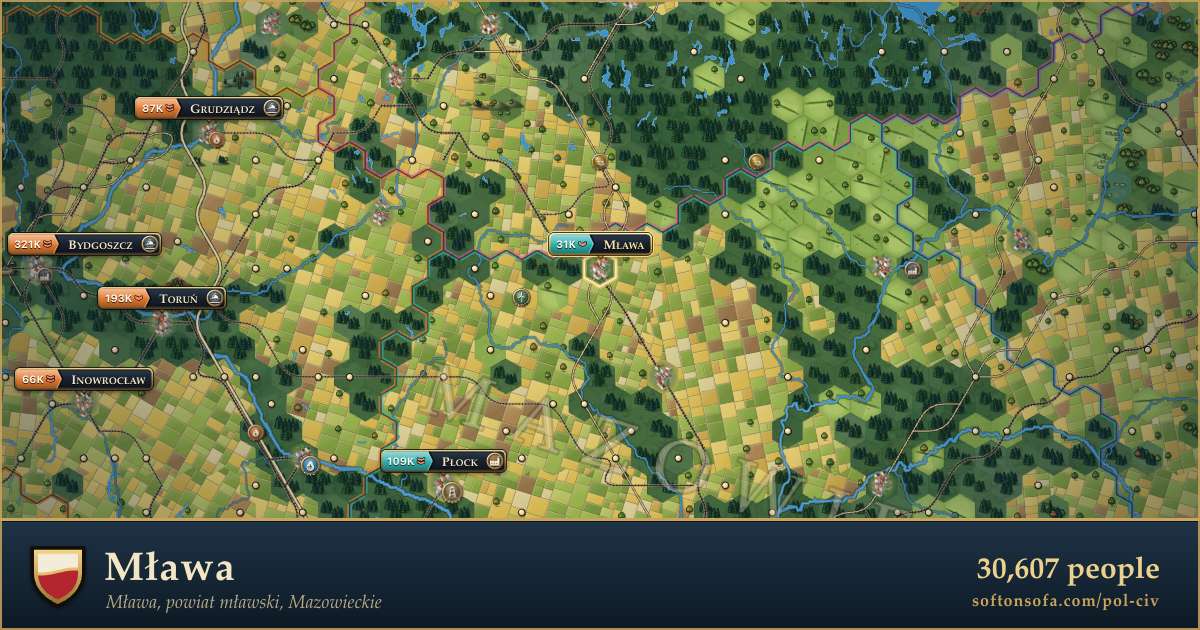 87K GRUDZIĄDZ
321K BYDGOSZCZ
31K MŁAWA
193K TORUŃ
66K INOWROCŁAW
109K PŁOCK
MAZOWIE
Mława
Mława, powiat mławski, Mazowieckie
30,607 people
softonsofa.com/pol-civ